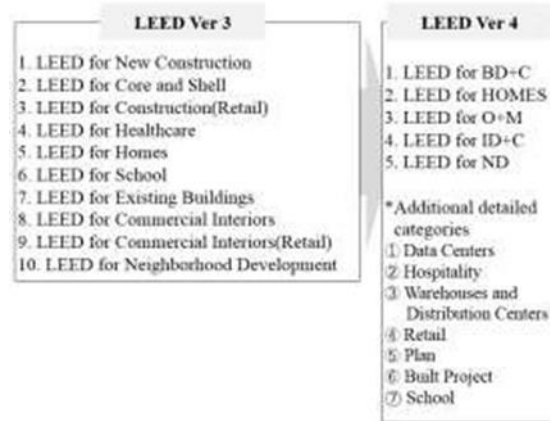 LEED Ver 3
1. LEED for New Construction
2. LEED for Core and Shell
3. LEED for Construction(Retail)
4. LEED for Healthcare
5. LEED for Homes
6. LEED for School
7. LEED for Existing Buildings
8. LEED for Commercial Interiors
9. LEED for Commercial Interiors(Retail)
10. LEED for Neighborhood Development
LEED Ver 4
1. LEED for BD+C
2. LEED for HOMES
3. LEED for O+M
4. LEED for ID+C
5. LEED for ND
*Additional detailed
categories
① Data Centers
② Hospitality
③ Warehouses and
Distribution Centers
④ Retail
⑤ Plan
⑥ Built Project
⑦ School